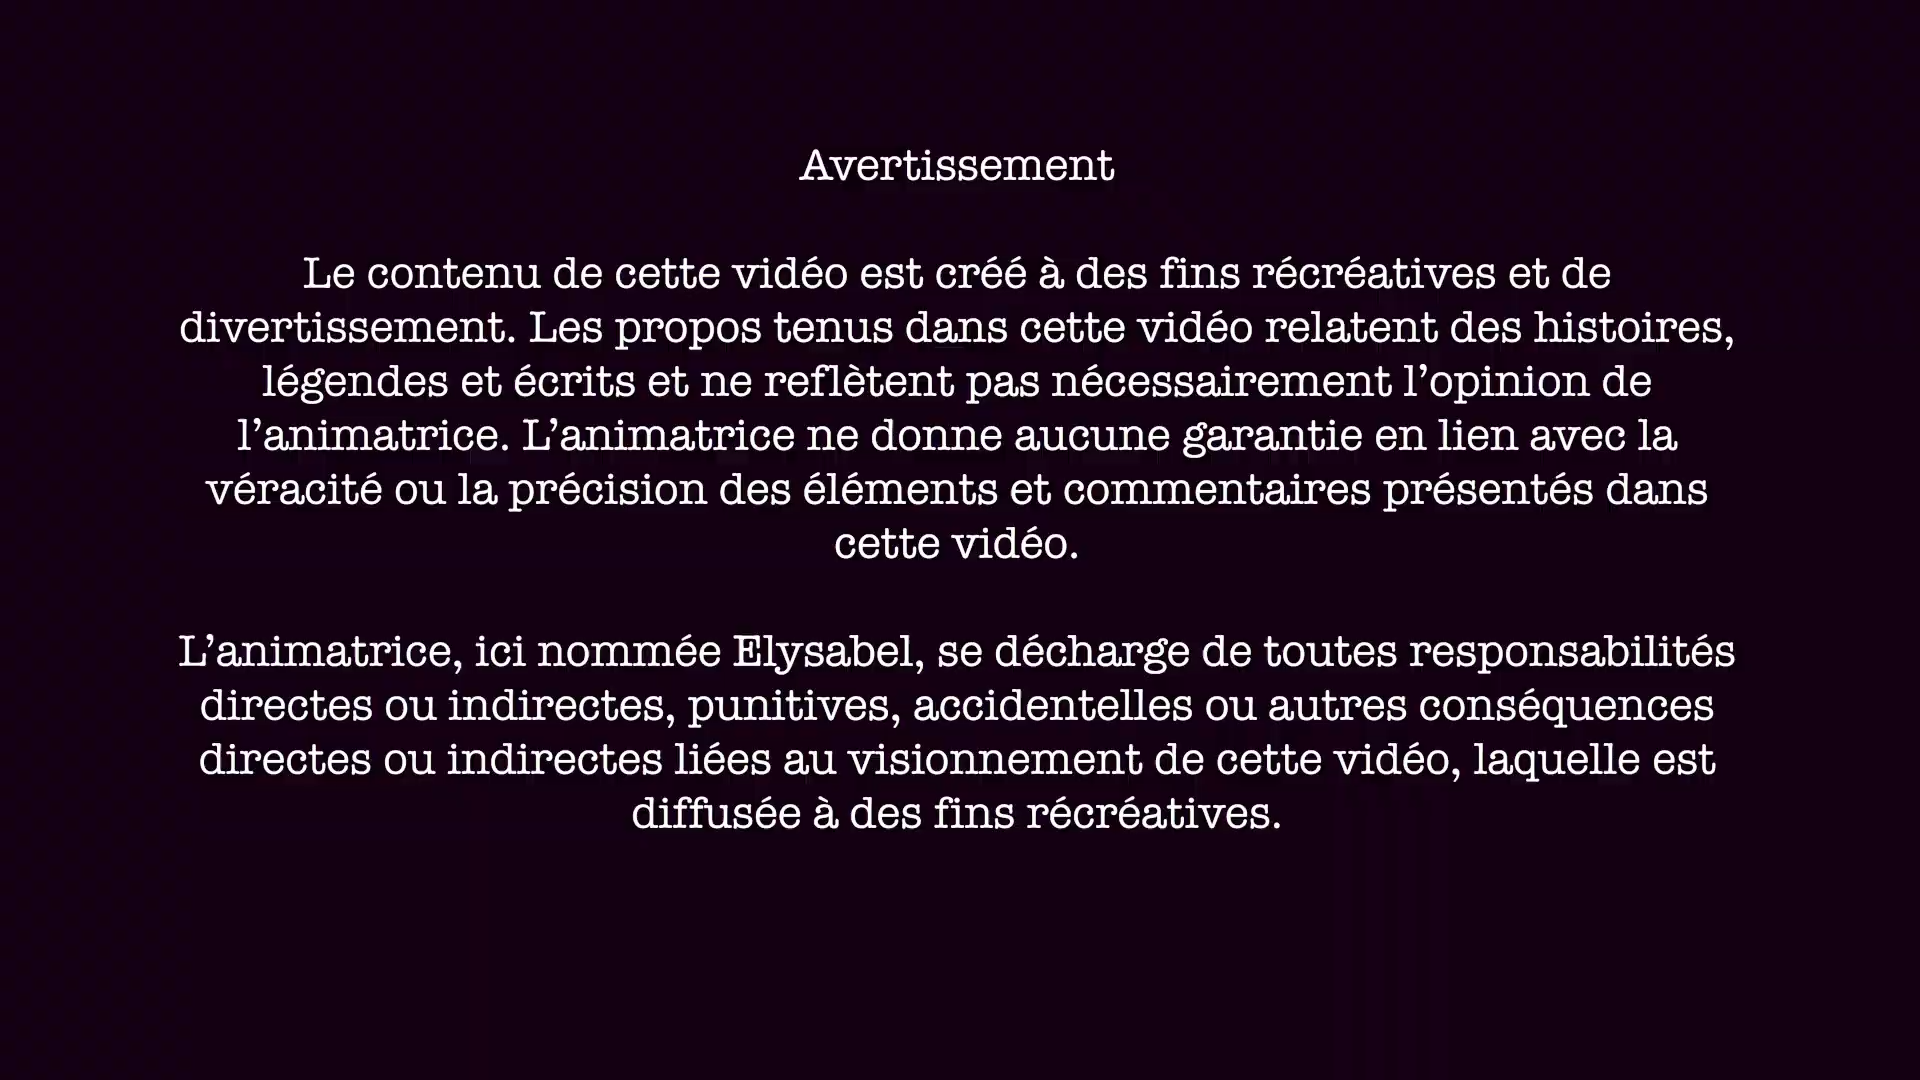 Avertissement
Le contenu de cette vidéo est créé à des fins récréatives et de
divertissement. Les propos tenus dans cette vidéo relatent des histoires,
légendes et écrits et ne reflètent pas nécessairement l’opinion de
l’animatrice. L’animatrice ne donne aucune garantie en lien avec la
véracité ou la précision des éléments et commentaires présentés dans
cette vidéo.
L’animatrice, ici nommée Elysabel, se décharge de toutes responsabilités
directes ou indirectes, punitives, accidentelles ou autres conséquences
directes ou indirectes liées au visionnement de cette vidéo, laquelle est
diffusée à des fins récréatives.